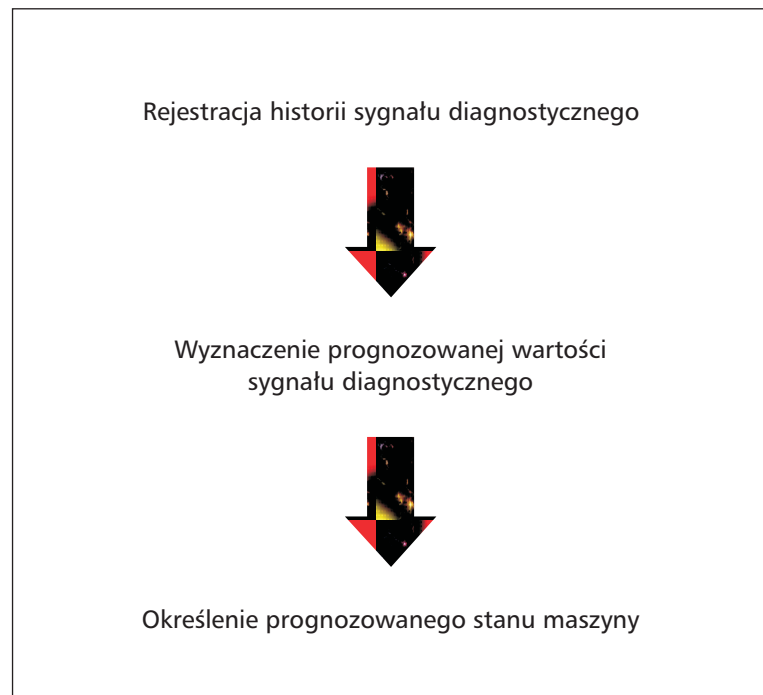 Rejestracja historii sygnału diagnostycznego
Wyznaczenie prognozowanej wartości
sygnału diagnostycznego
Określenie prognozowanego stanu maszyny